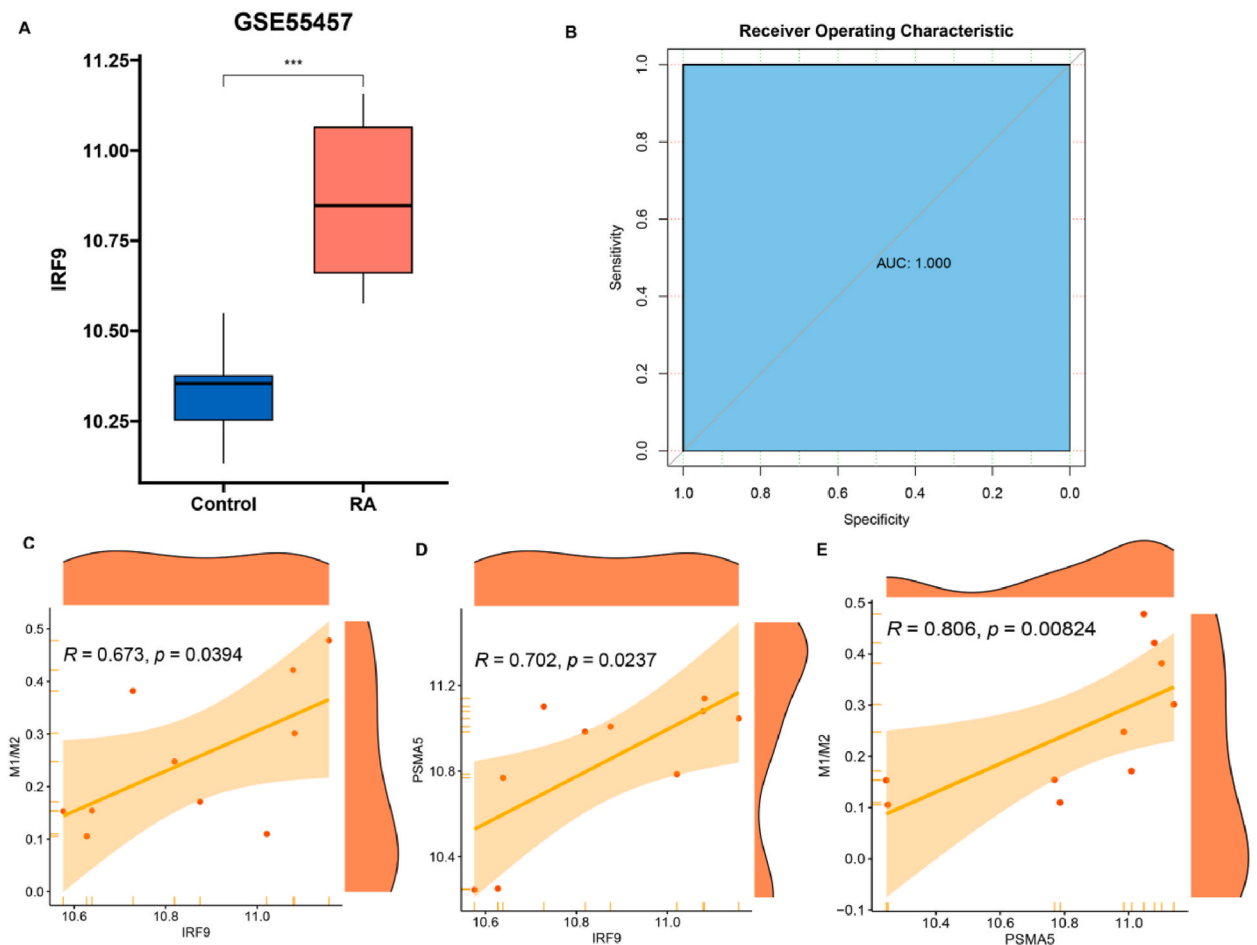 A
GSE55457
***
11.25
11.00
10.75
10.50
10.25
IRF9
Control
RA
B
Receiver Operating Characteristic
1.0
0.8
0.6
0.4
0.2
0.0
Sensitivity
AUC: 1.000
1.0
0.8
0.6
0.4
0.2
0.0
Specificity
C
R = 0.673, p = 0.0394
0.5
0.4
0.3
0.2
0.1
0.0
M1/M2
10.6
10.8
11.0
IRF9
D
R = 0.702, p = 0.0237
11.2
10.8
10.4
PSMA5
10.6
10.8
11.0
IRF9
E
R = 0.806, p = 0.00824
0.5
0.4
0.3
0.2
0.1
0.0
−0.1
M1/M2
10.4
10.6
10.8
11.0
PSMA5